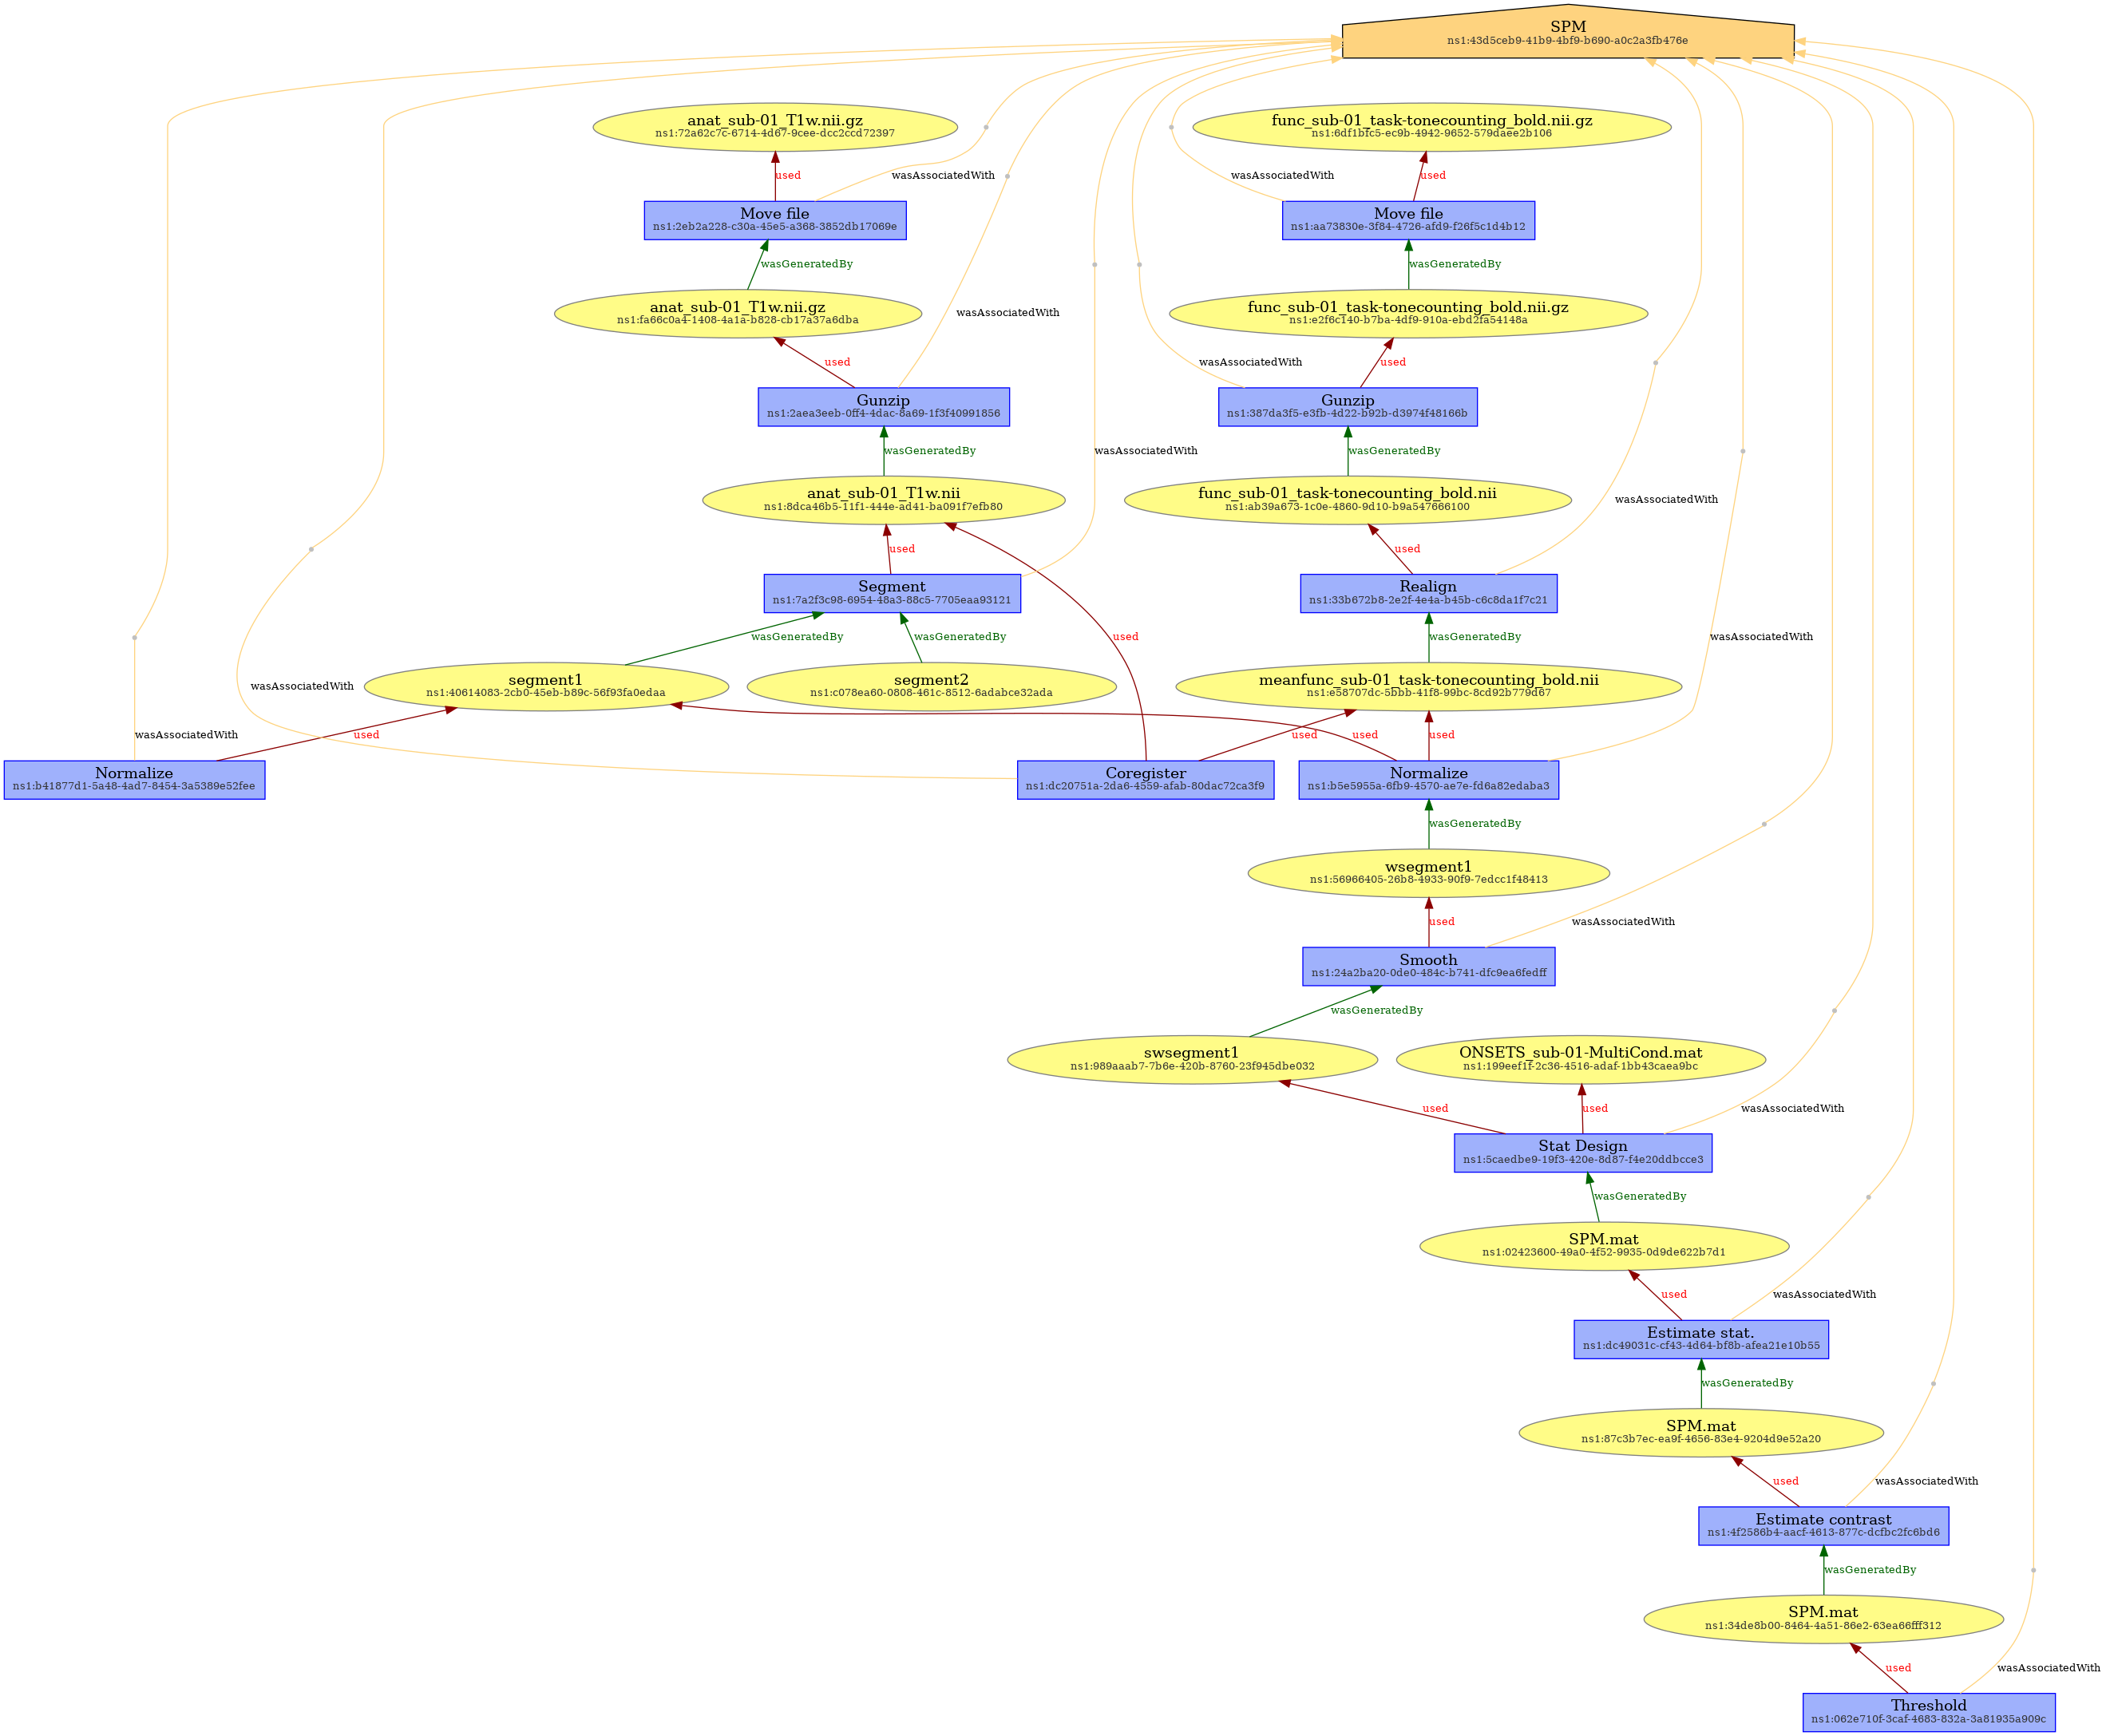 SPM
ns1:43d5ceb9-41b9-4bf9-b690-a0c2a3fb476e
anat_sub-01_T1w.nii.gz
ns1:72a62c7c-6714-4d67-9cee-dcc2ccd72397
func_sub-01_task-tonecounting_bold.nii.gz
ns1:6df1bfc5-ec9b-4942-9652-579daee2b106
used
wasAssociatedWith
wasAssociatedWith
used
Move file
ns1:2eb2a228-c30a-45e5-a368-3852db17069e
Move file
ns1:aa73830e-3f84-4726-afd9-f26f5c1d4b12
wasGeneratedBy
wasGeneratedBy
anat_sub-01_T1w.nii.gz
ns1:fa66c0a4-1408-4a1a-b828-cb17a37a6dba
wasAssociatedWith
func_sub-01_task-tonecounting_bold.nii.gz
ns1:e2f6c140-b7ba-4df9-910a-ebd2fa54148a
used
wasAssociatedWith
used
Gunzip
ns1:2aea3eeb-0ff4-4dac-8a69-1f3f40991856
Gunzip
ns1:387da3f5-e3fb-4d22-b92b-d3974f48166b
wasGeneratedBy
wasAssociatedWith
wasGeneratedBy
anat_sub-01_T1w.nii
ns1:8dca46b5-11f1-444e-ad41-ba091f7efb80
func_sub-01_task-tonecounting_bold.nii
ns1:ab39a673-1c0e-4860-9d10-b9a547666100
wasAssociatedWith
used
used
Segment
ns1:7a2f3c98-6954-48a3-88c5-7705eaa93121
Realign
ns1:33b672b8-2e2f-4e4a-b45b-c6c8da1f7c21
wasGeneratedBy
wasGeneratedBy
used
wasGeneratedBy
wasAssociatedWith
segment1
ns1:40614083-2cb0-45eb-b89c-56f93fa0edaa
segment2
ns1:c078ea60-0808-461c-8512-6adabce32ada
meanfunc_sub-01_task-tonecounting_bold.nii
ns1:e58707dc-5bbb-41f8-99bc-8cd92b779d67
wasAssociatedWith
wasAssociatedWith
used
used
used
used
Normalize
ns1:b41877d1-5a48-4ad7-8454-3a5389e52fee
Coregister
ns1:dc20751a-2da6-4559-afab-80dac72ca3f9
Normalize
ns1:b5e5955a-6fb9-4570-ae7e-fd6a82edaba3
wasGeneratedBy
wsegment1
ns1:56966405-26b8-4933-90f9-7edcc1f48413
used
wasAssociatedWith
Smooth
ns1:24a2ba20-0de0-484c-b741-dfc9ea6fedff
wasGeneratedBy
swsegment1
ns1:989aaab7-7b6e-420b-8760-23f945dbe032
ONSETS_sub-01-MultiCond.mat
ns1:199eef1f-2c36-4516-adaf-1bb43caea9bc
used
used
wasAssociatedWith
Stat Design
ns1:5caedbe9-19f3-420e-8d87-f4e20ddbcce3
wasGeneratedBy
SPM.mat
ns1:02423600-49a0-4f52-9935-0d9de622b7d1
used
wasAssociatedWith
Estimate stat.
ns1:dc49031c-cf43-4d64-bf8b-afea21e10b55
wasGeneratedBy
SPM.mat
ns1:87c3b7ec-ea9f-4656-83e4-9204d9e52a20
used
wasAssociatedWith
Estimate contrast
ns1:4f2586b4-aacf-4613-877c-dcfbc2fc6bd6
wasGeneratedBy
SPM.mat
ns1:34de8b00-8464-4a51-86e2-63ea66fff312
used
wasAssociatedWith
Threshold
ns1:062e710f-3caf-4683-832a-3a81935a909c